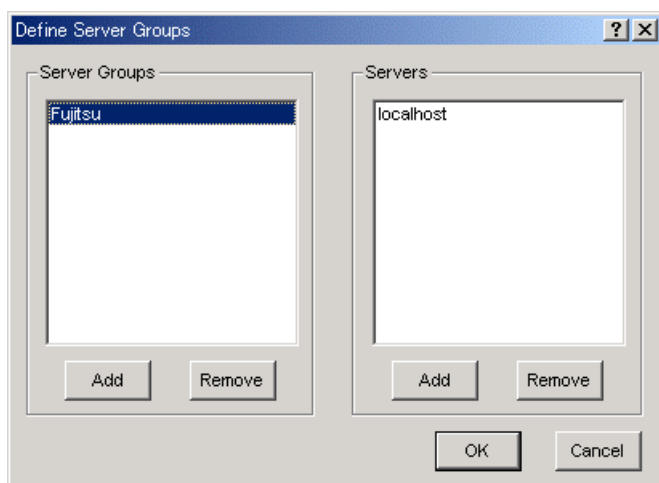 Define Server Groups
Server Groups
Fujitsu
Add
Remove
Servers
localhost
Add
Remove
OK
Cancel